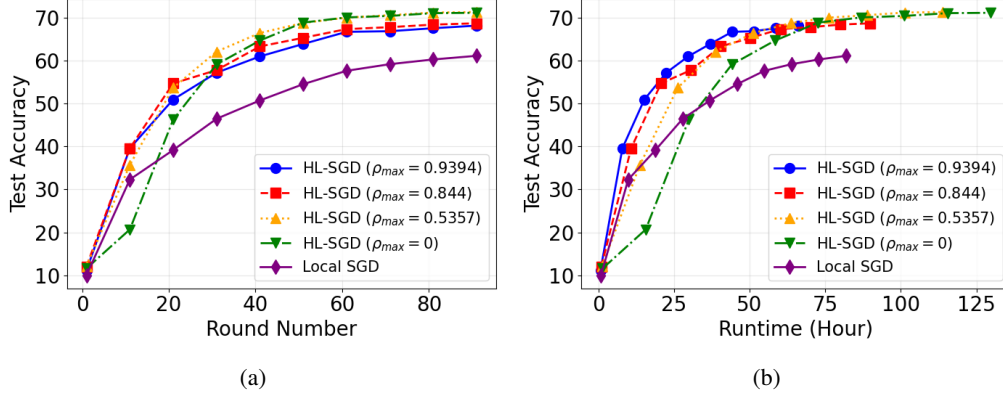 70
60
50
40
30
20
10
Test Accuracy
HL-SGD (ρmax = 0.9394)
HL-SGD (ρmax = 0.844)
HL-SGD (ρmax = 0.5357)
HL-SGD (ρmax = 0)
Local SGD
0 20 40 60 80
Round Number
(a)
70
60
50
40
30
20
10
Test Accuracy
HL-SGD (ρmax = 0.9394)
HL-SGD (ρmax = 0.844)
HL-SGD (ρmax = 0.5357)
HL-SGD (ρmax = 0)
Local SGD
0 25 50 75 100 125
Runtime (Hour)
(b)